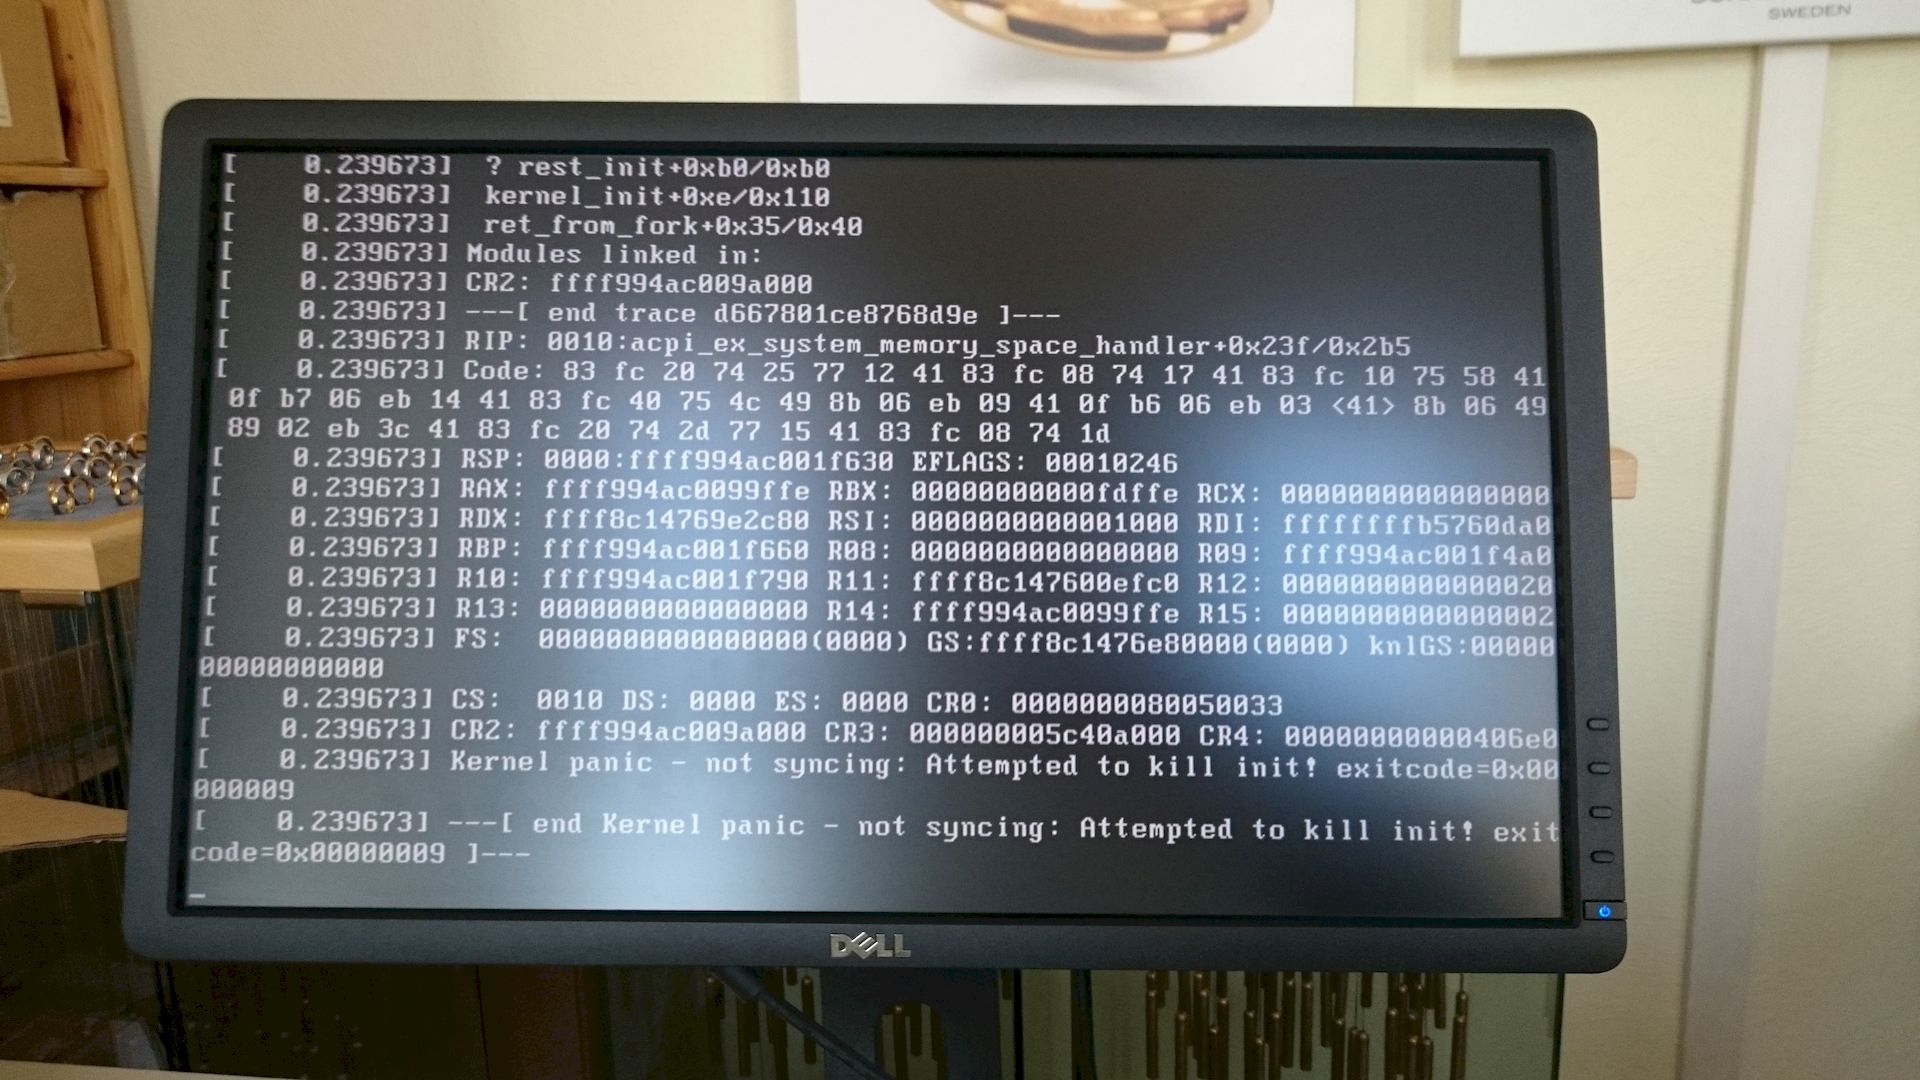 SWEDEN
[    0.239673]  ? rest_init+0xb0/0xb0
[    0.239673]  kernel_init+0xe/0x110
[    0.239673]  ret_from_fork+0x35/0x40
[    0.239673] Modules linked in:
[    0.239673] CR2: ffff994ac009a000
[    0.239673] ---[ end trace d667801ce8768d9e ]---
[    0.239673] RIP: 0010:acpi_ex_system_memory_space_handler+0x23f/0x2b5
[    0.239673] Code: 83 fc 20 74 25 77 12 41 83 fc 08 74 17 41 83 fc 10 75 58 41
0f b7 06 eb 14 41 83 fc 40 75 4c 49 8b 06 eb 09 41 0f b6 06 eb 03 <41> 8b 06 49
89 02 eb 3c 41 83 fc 20 74 2d 77 15 41 83 fc 08 74 1d
[    0.239673] RSP: 0000:ffff994ac001f630 EFLAGS: 00010246
[    0.239673] RAX: ffff994ac0099ffe RBX: 00000000000fdffe RCX: 0000000000000000
[    0.239673] RDX: ffff8c14769e2c80 RSI: 0000000000001000 RDI: ffffffffb5760da0
[    0.239673] RBP: ffff994ac001f660 R08: 0000000000000000 R09: ffff994ac001f4a0
[    0.239673] R10: ffff994ac001f790 R11: ffff8c147600efc0 R12: 0000000000000020
[    0.239673] R13: 0000000000000000 R14: ffff994ac0099ffe R15: 0000000000000002
[    0.239673] FS:  0000000000000000(0000) GS:ffff8c1476e80000(0000) knlGS:00000
00000000000
[    0.239673] CS:  0010 DS: 0000 ES: 0000 CR0: 0000000080050033
[    0.239673] CR2: ffff994ac009a000 CR3: 000000005c40a000 CR4: 00000000000406e0
[    0.239673] Kernel panic - not syncing: Attempted to kill init! exitcode=0x00
000009
[    0.239673] ---[ end Kernel panic - not syncing: Attempted to kill init! exit
code=0x00000009 ]---
_
DELL